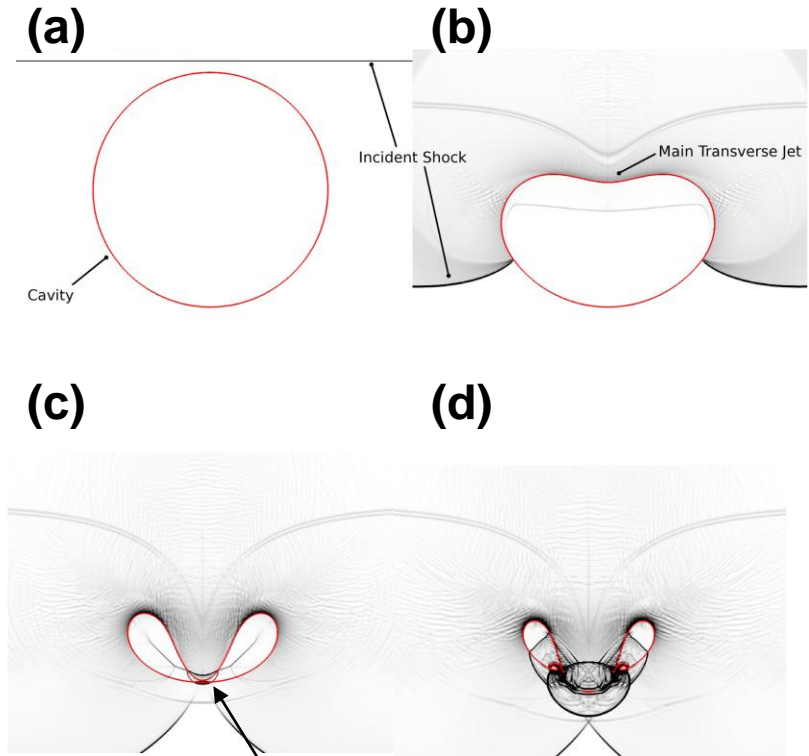 (a)
(b)
Incident Shock
Main Transverse Jet
Cavity
(c)
(d)